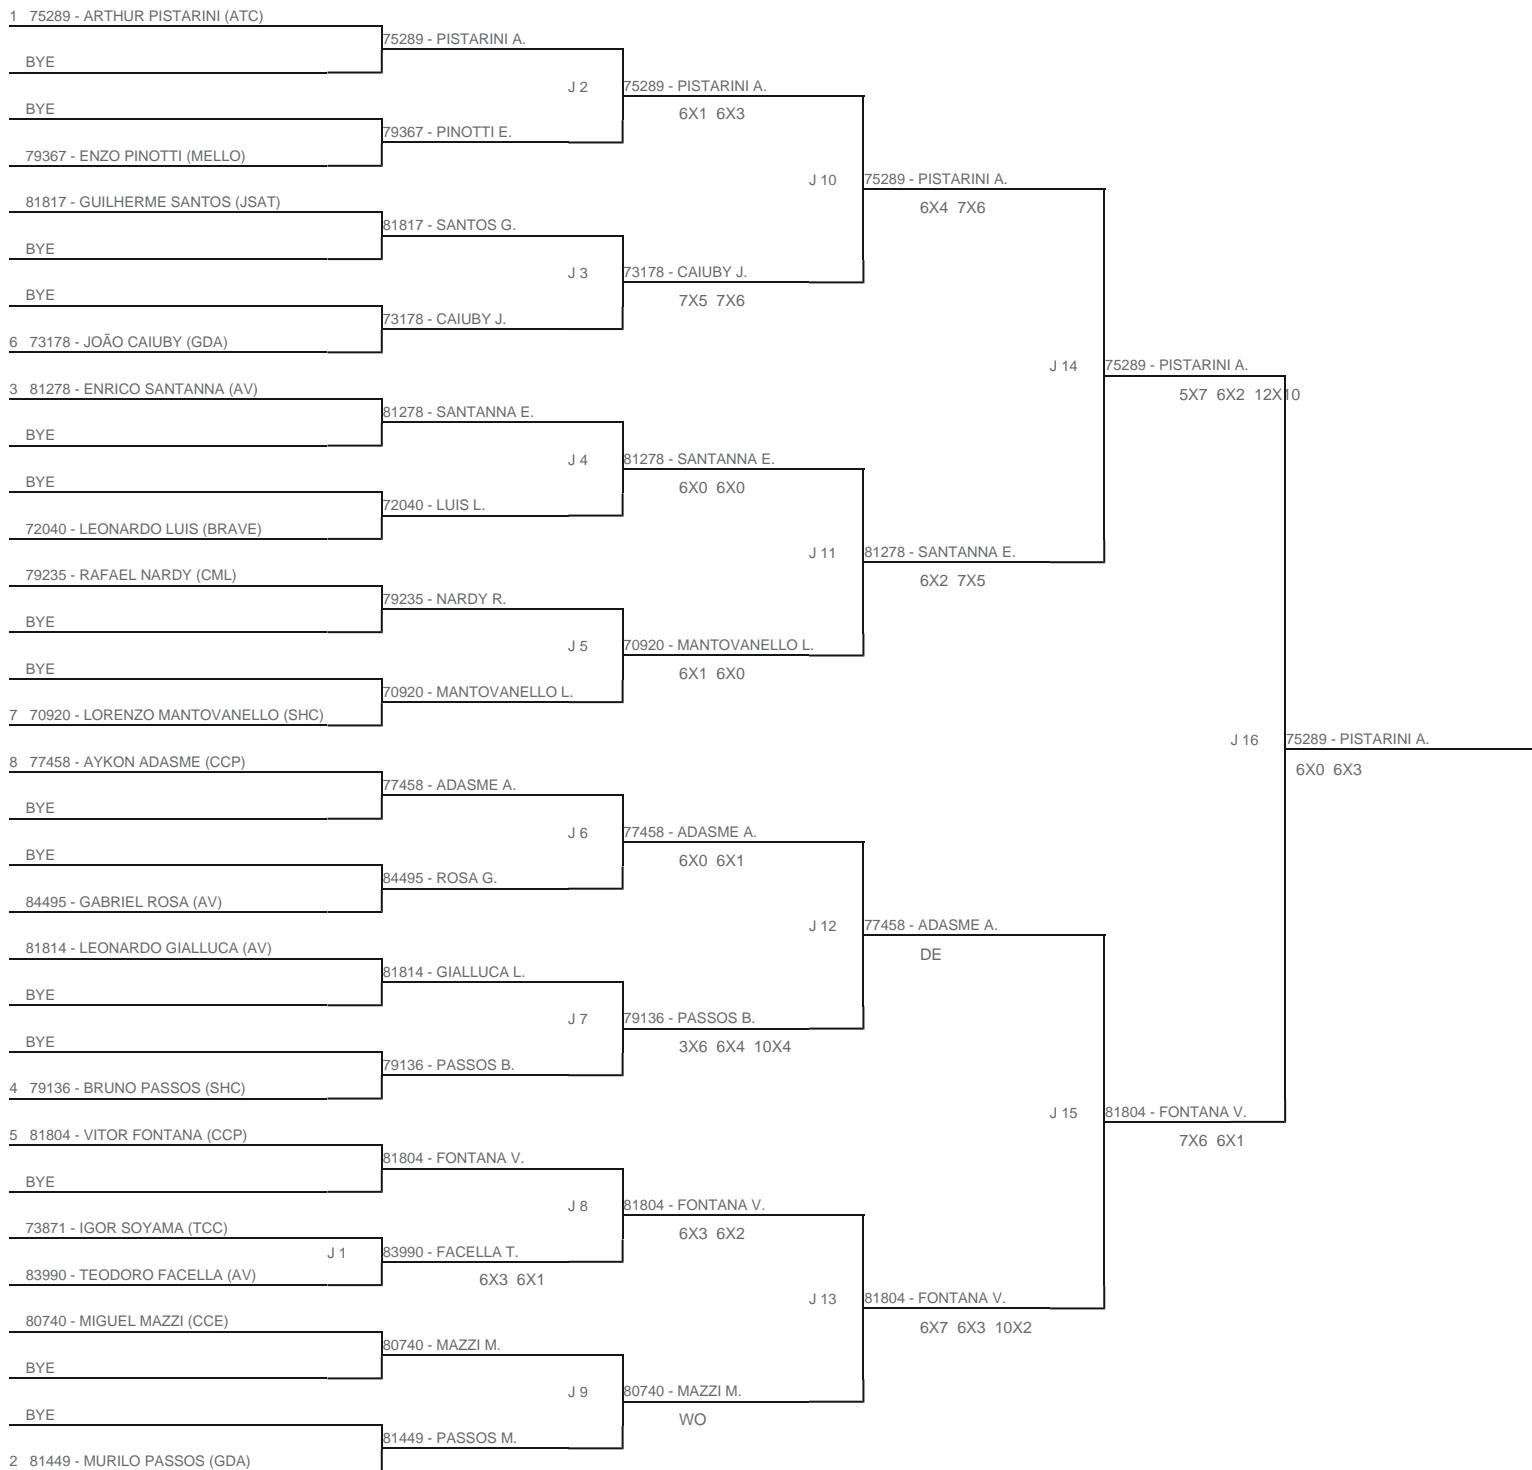 1 75289 - ARTHUR PISTARINI (ATC)
75289 - PISTARINI A.
BYE
J 2
75289 - PISTARINI A.
6X1 6X3
BYE
79367 - PINOTTI E.
79367 - ENZO PINOTTI (MELLO)
J 10
75289 - PISTARINI A.
6X4 7X6
81817 - GUILHERME SANTOS (JSAT)
81817 - SANTOS G.
BYE
J 3
73178 - CAIUBY J.
7X5 7X6
BYE
73178 - CAIUBY J.
6 73178 - JOÃO CAIUBY (GDA)
J 14
75289 - PISTARINI A.
5X7 6X2 12X10
3 81278 - ENRICO SANTANNA (AV)
81278 - SANTANNA E.
BYE
J 4
81278 - SANTANNA E.
6X0 6X0
BYE
72040 - LUIS L.
72040 - LEONARDO LUIS (BRAVE)
J 11
81278 - SANTANNA E.
6X2 7X5
79235 - RAFAEL NARDY (CML)
79235 - NARDY R.
BYE
J 5
70920 - MANTOVANELLO L.
6X1 6X0
BYE
70920 - MANTOVANELLO L.
7 70920 - LORENZO MANTOVANELLO (SHC)
J 16
75289 - PISTARINI A.
6X0 6X3
8 77458 - AYKON ADASME (CCP)
77458 - ADASME A.
BYE
J 6
77458 - ADASME A.
6X0 6X1
BYE
84495 - ROSA G.
84495 - GABRIEL ROSA (AV)
J 12
77458 - ADASME A.
DE
81814 - LEONARDO GIALLUCA (AV)
81814 - GIALLUCA L.
BYE
J 7
79136 - PASSOS B.
3X6 6X4 10X4
BYE
79136 - PASSOS B.
4 79136 - BRUNO PASSOS (SHC)
J 15
81804 - FONTANA V.
7X6 6X1
5 81804 - VITOR FONTANA (CCP)
81804 - FONTANA V.
BYE
J 8
81804 - FONTANA V.
6X3 6X2
73871 - IGOR SOYAMA (TCC)
J 1
83990 - FACELLA T.
6X3 6X1
83990 - TEODORO FACELLA (AV)
J 13
81804 - FONTANA V.
6X7 6X3 10X2
80740 - MIGUEL MAZZI (CCE)
80740 - MAZZI M.
BYE
J 9
80740 - MAZZI M.
WO
BYE
81449 - PASSOS M.
2 81449 - MURILO PASSOS (GDA)